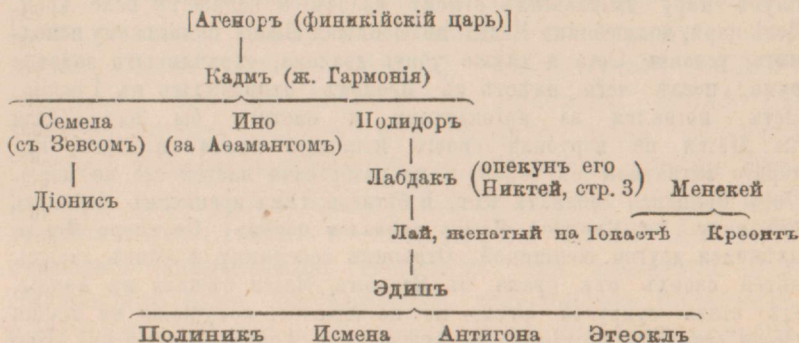 [Агеноръ (финикійскій царь)]
Кадмъ (ж. Гармонія)
Семела Ино Полидоръ
(съ Зевсомъ) (за Аѳамантомъ)
Діонисъ
Лабдак (опекунъ его
Никтей, стр. 3)
Менекей
Лай, женатый на Іокастѣ Креонтъ
Эдипъ
Полиникъ Исмена Антигона Этеоклъ